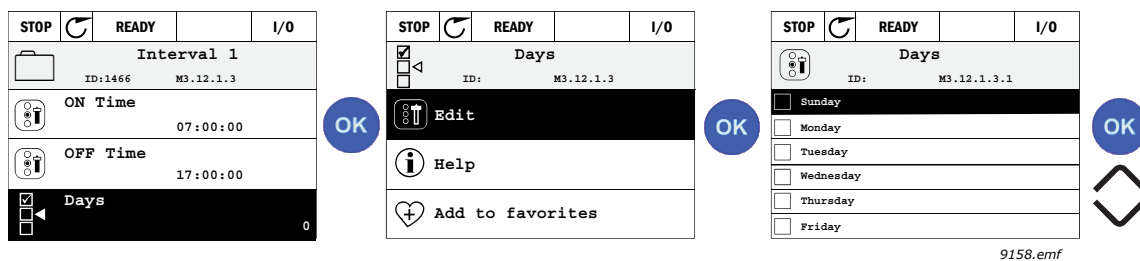 STOP READY I/O
Interval 1
ID:1466 M3.12.1.3
ON Time
07:00:00
OFF Time
17:00:00
Days
0
OK
STOP READY I/O
Days
ID: M3.12.1.3
Edit
Help
Add to favorites
OK
STOP READY I/O
Days
ID: M3.12.1.3.1
Sunday
Monday
Tuesday
Wednesday
Thursday
Friday
OK
9158.emf